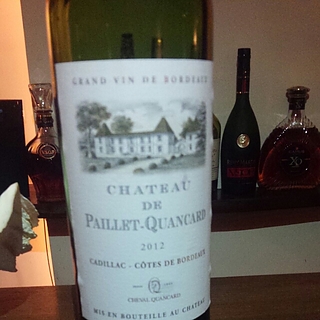 GRAND VIN DE BORDEAUX
CHATEAU
DE
PAILLET-QUANCARD
2012
CADILLAC - CÔTES DE BORDEAUX
CHEVAL QUANCARD
MIS EN BOUTEILLE AU CHATEAU
XO